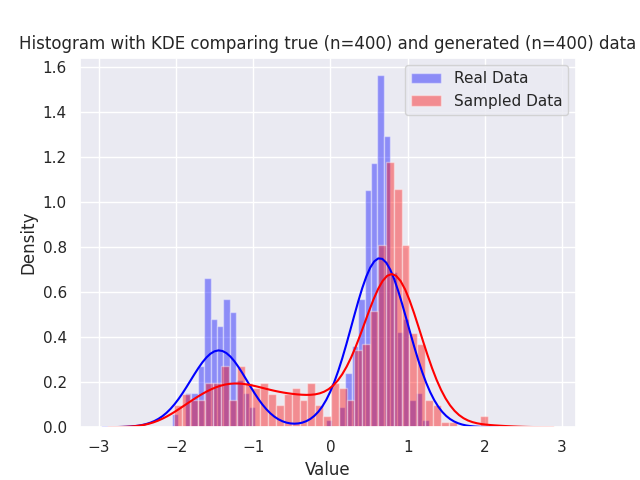 Histogram with KDE comparing true (n=400) and generated (n=400) data
Real Data
Sampled Data
Density
1.6
1.4
1.2
1.0
0.8
0.6
0.4
0.2
0.0
−3 −2 −1 0 1 2 3
Value